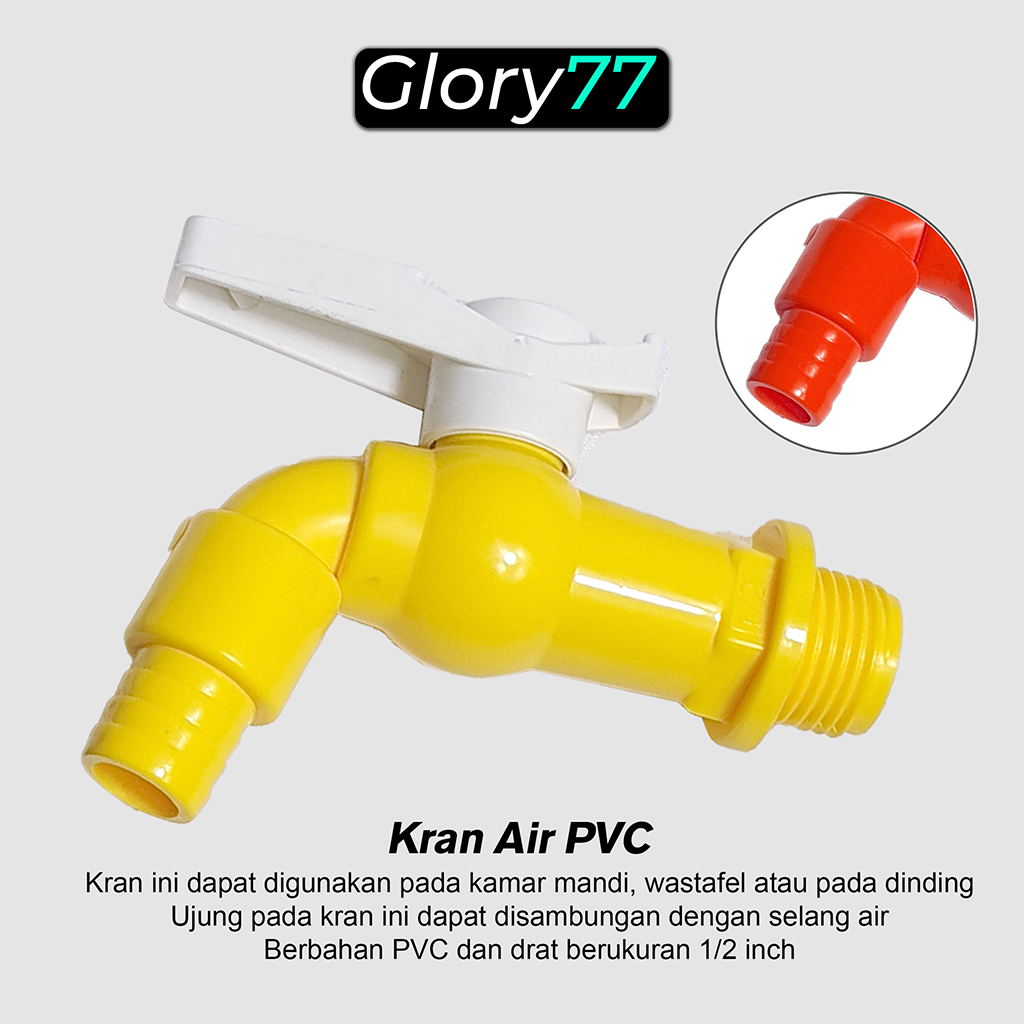 Glory77
Kran Air PVC
Kran ini dapat digunakan pada kamar mandi, wastafel atau pada dinding
Ujung pada kran ini dapat disambungan dengan selang air
Berbahan PVC dan drat berukuran 1/2 inch